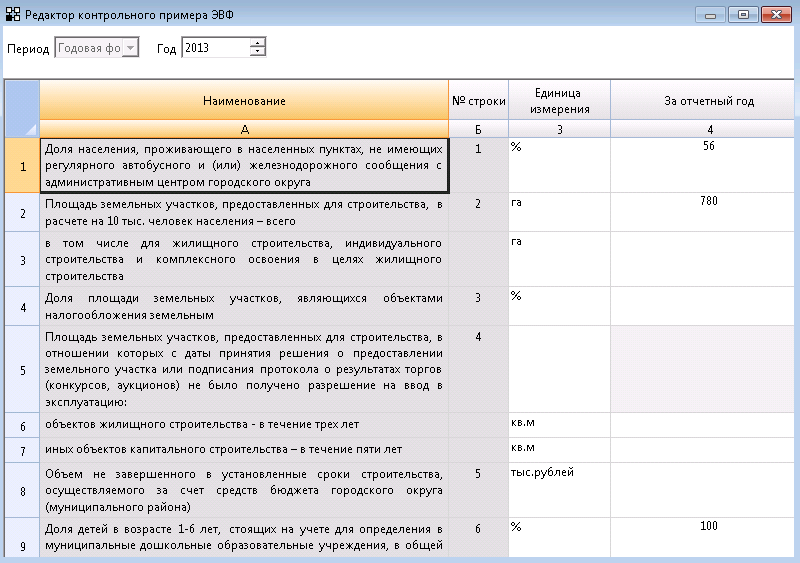 Редактор контрольного примера ЭВФ
Период Годовая фо Год 2013
Наименование № строки Единица измерения За отчетный год
А Б 3 4
1 Доля населения, проживающего в населенных пунктах, не имеющих 1 % 56
регулярного автобусного и (или) железнодорожного сообщения с
административным центром городского округа
2 Площадь земельных участков, предоставленных для строительства, в 2 га 780
расчете на 10 тыс. человек населения – всего
3 в том числе для жилищного строительства, индивидуального га
строительства и комплексного освоения в целях жилищного
строительства
4 Доля площади земельных участков, являющихся объектами 3 %
налогообложения земельным
5 Площадь земельных участков, предоставленных для строительства, в 4
отношении которых с даты принятия решения о предоставлении
земельного участка или подписания протокола о результатах торгов
(конкурсов, аукционов) не было получено разрешение на ввод в
эксплуатацию:
6 объектов жилищного строительства - в течение трех лет кв.м
7 иных объектов капитального строительства – в течение пяти лет кв.м
8 Объем не завершенного в установленные сроки строительства, 5 тыс.рублей
осуществляемого за счет средств бюджета городского округа
(муниципального района)
9 Доля детей в возрасте 1-6 лет, стоящих на учете для определения в 6 % 100
муниципальные дошкольные образовательные учреждения, в общей